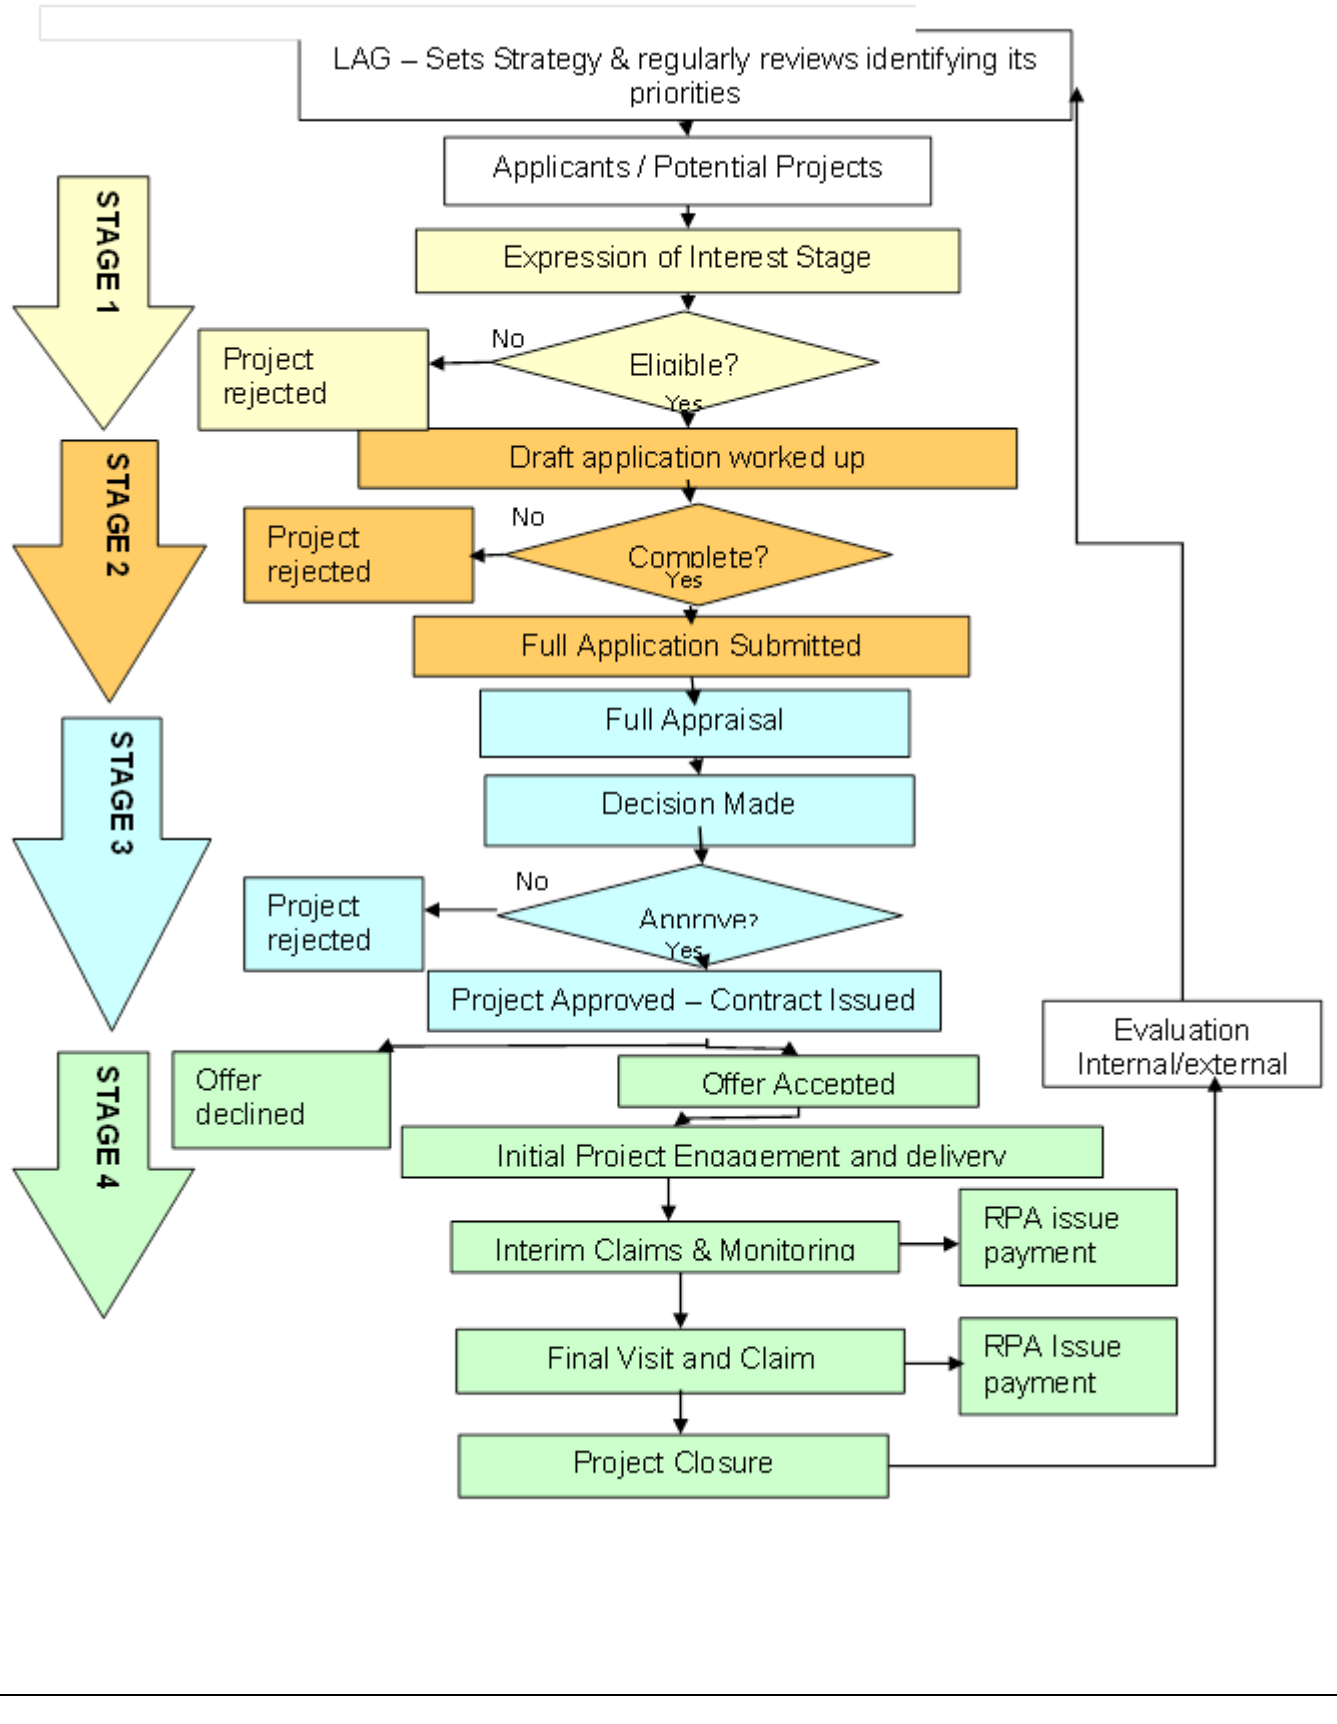 LAG – Sets Strategy & regularly reviews identifying its
priorities
Applicants / Potential Projects
STAGE 1
Expression of Interest Stage
No
Eligible?
Yes
Project
rejected
STAGE 2
Draft application worked up
No
Complete?
Yes
Project
rejected
Full Application Submitted
STAGE 3
Full Appraisal
Decision Made
No
Approve?
Yes
Project
rejected
Project Approved – Contract Issued
Evaluation
Internal/external
STAGE 4
Offer
declined
Offer Accepted
Initial Project Engagement and delivery
Interim Claims & Monitoring
RPA issue
payment
Final Visit and Claim
RPA Issue
payment
Project Closure